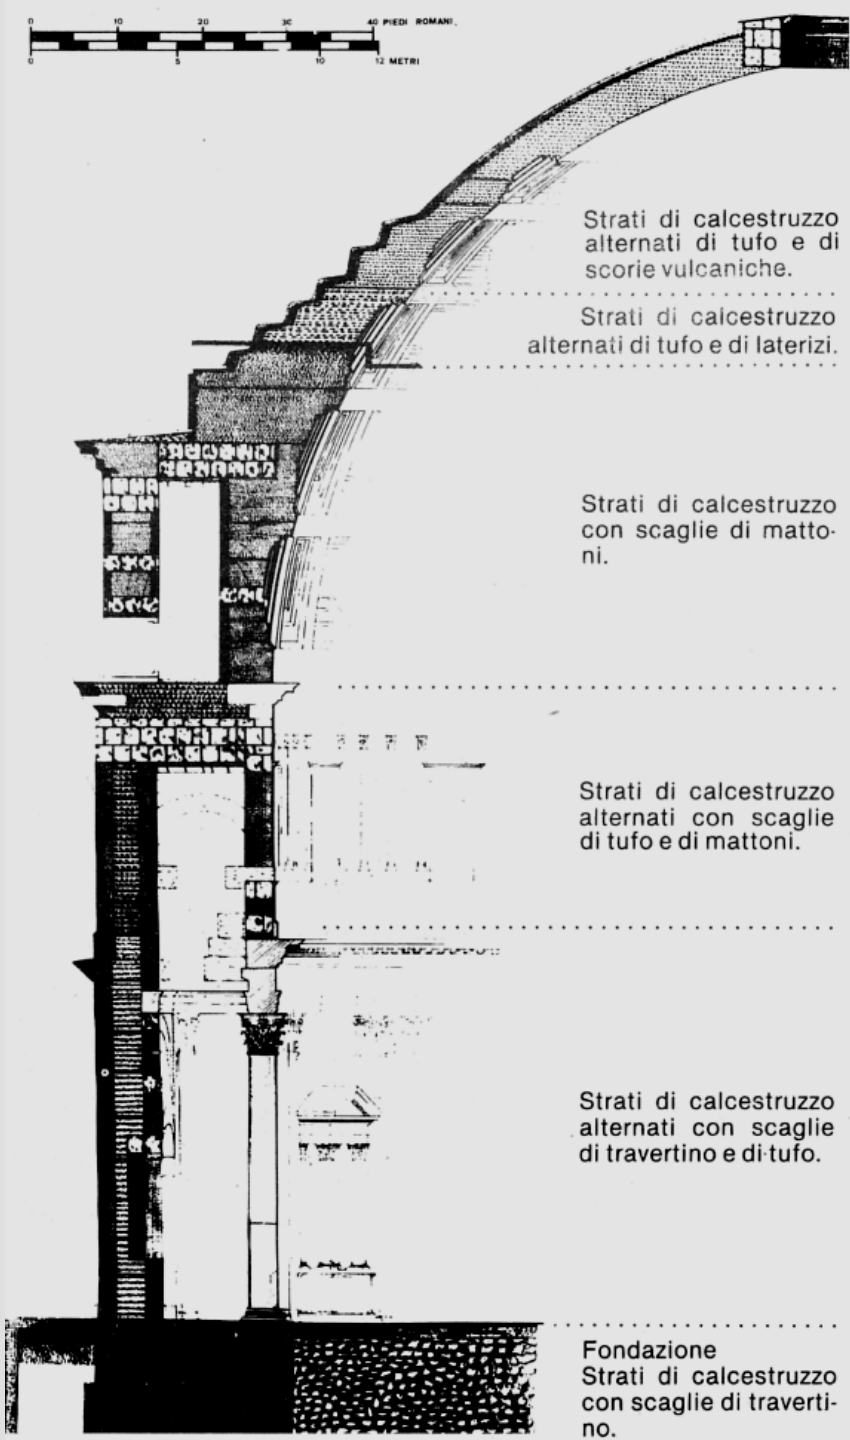 0 10 20 30 40 PIEDI ROMANI.
0 5 10 12 METRI
Strati di calcestruzzo
alternati di tufo e di
scorie vulcaniche.
Strati di calcestruzzo
alternati di tufo e di laterizi.
Strati di calcestruzzo
con scaglie di matto-
ni.
Strati di calcestruzzo
alternati con scaglie
di tufo e di mattoni.
Strati di calcestruzzo
alternati con scaglie
di travertino e di tufo.
Fondazione
Strati di calcestruzzo
con scaglie di traverti-
no.